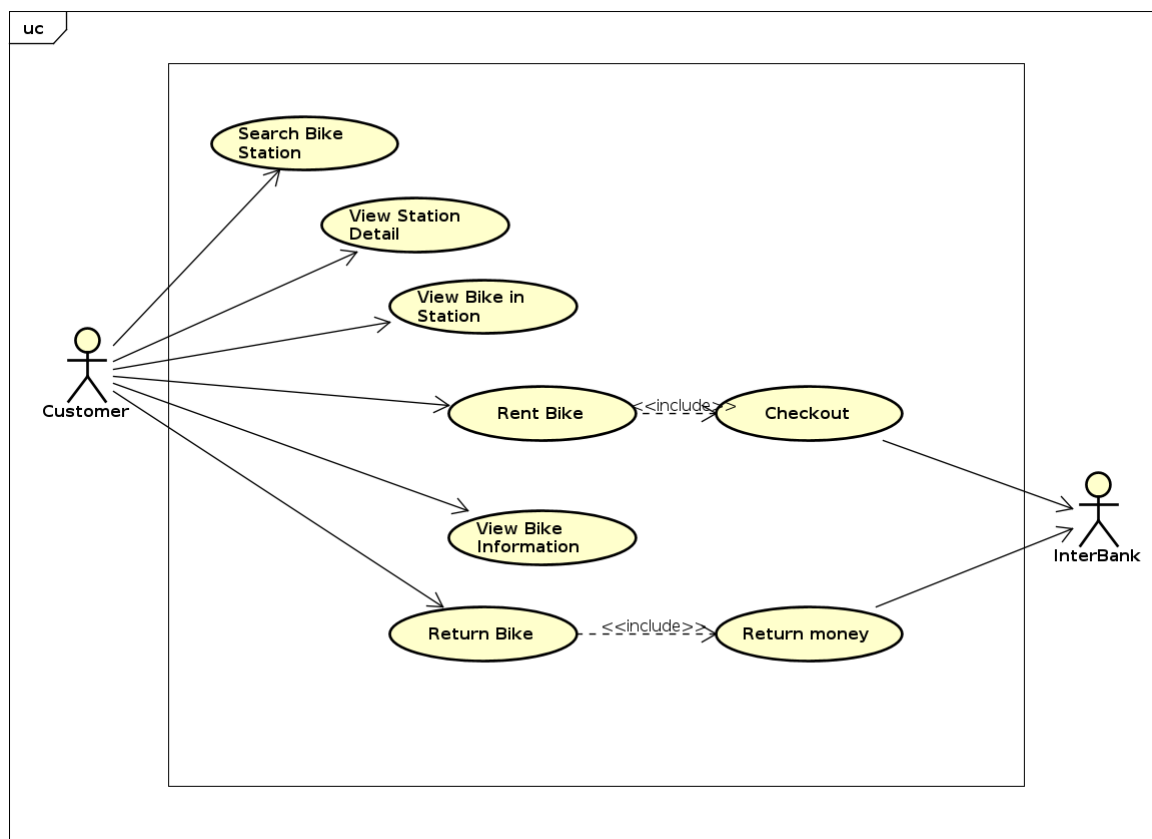 uc
Search Bike
Station
View Station
Detail
View Bike in
Station
Customer
Rent Bike
<<include>>
Checkout
View Bike
Information
InterBank
Return Bike
<<include>>
Return money